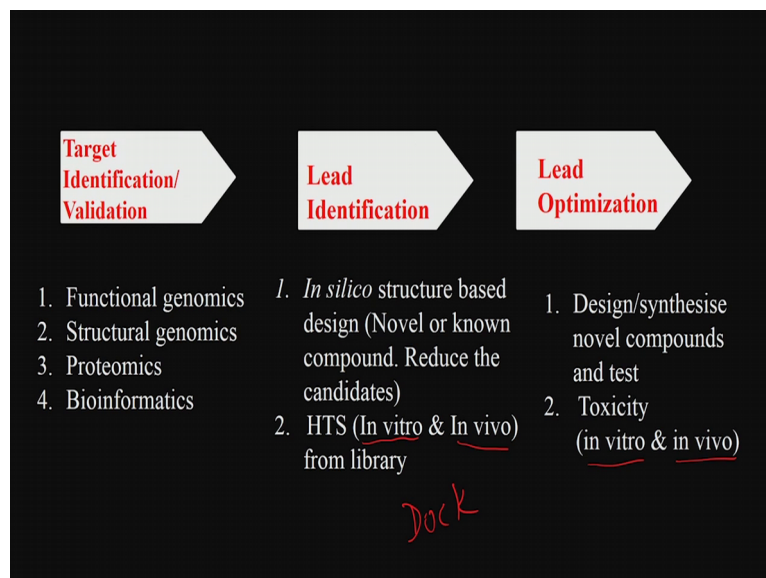 Target
Identification/
Validation
Lead
Identification
Lead
Optimization
1. Functional genomics
2. Structural genomics
3. Proteomics
4. Bioinformatics
1. In silico structure based
design (Novel or known
compound. Reduce the
candidates)
2. HTS (In vitro & In vivo)
from library
1. Design/synthesise
novel compounds
and test
2. Toxicity
(in vitro & in vivo)
Dock